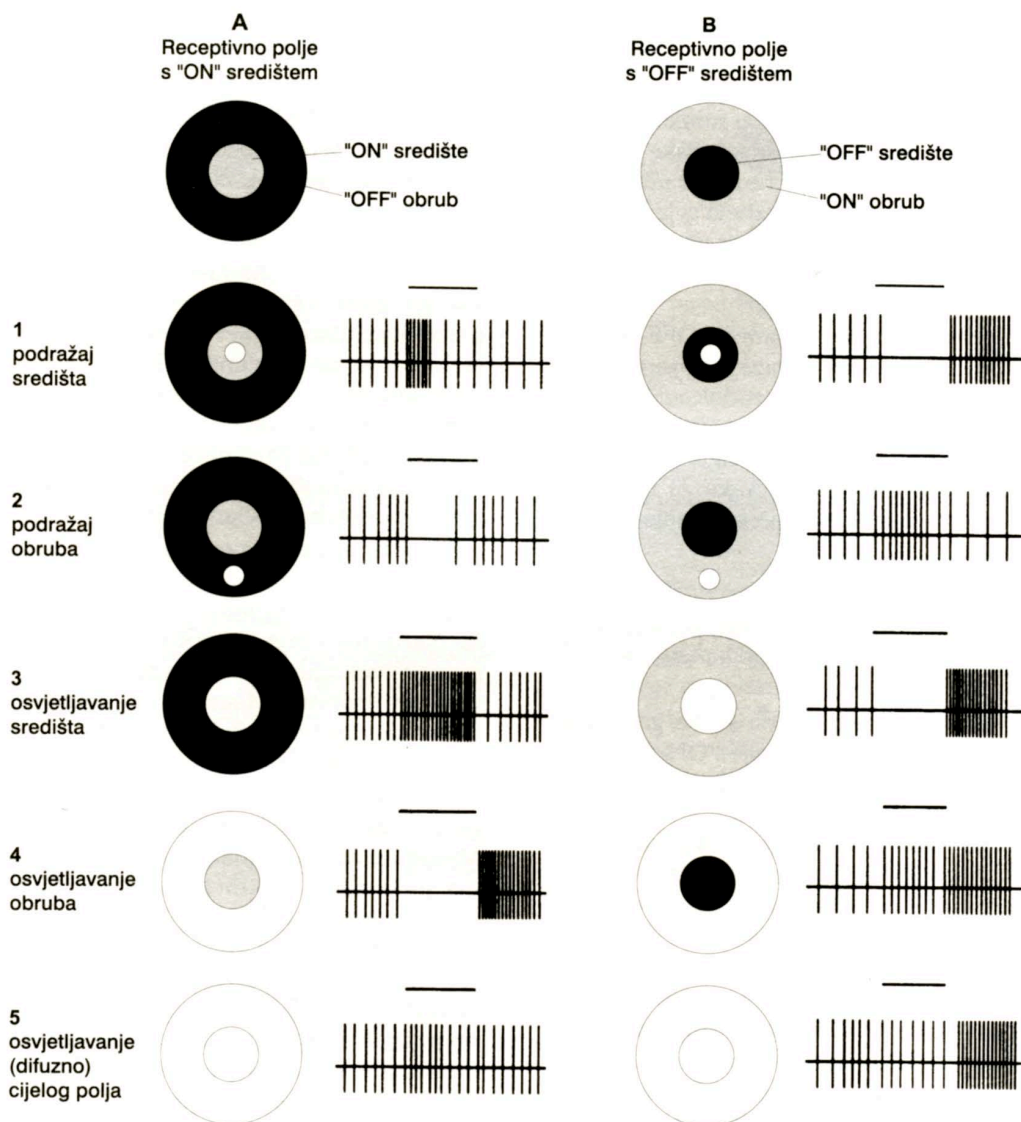 A
Receptivno polje
s "ON" središtem
B
Receptivno polje
s "OFF" središtem
"ON" središte
"OFF" obrub
"OFF" središte
"ON" obrub
1
podražaj
središta
2
podražaj
obruba
3
osvjetljavanje
središta
4
osvjetljavanje
obruba
5
osvjetljavanje
(difuzno)
cijelog polja